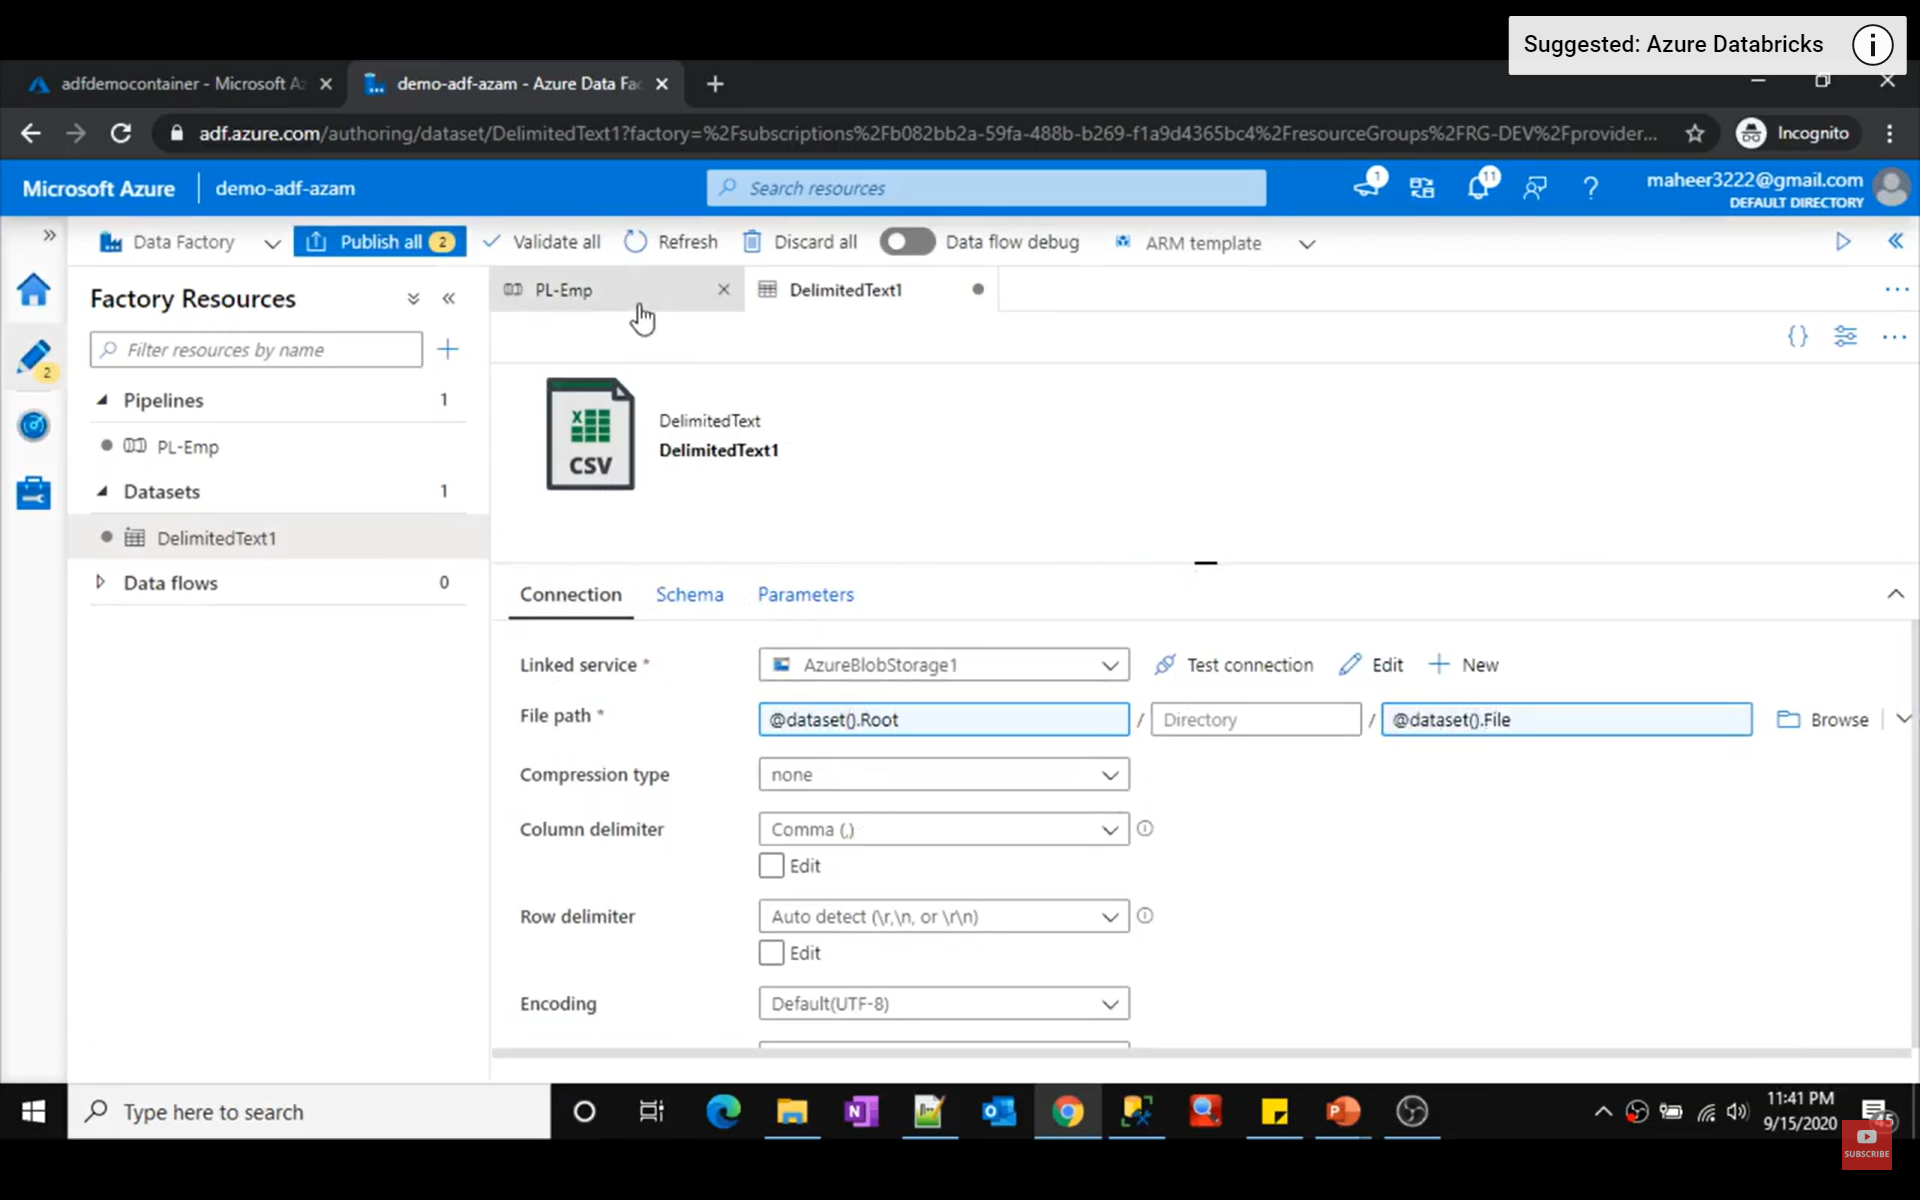 Suggested: Azure Databricks
adfdemocontainer - Microsoft Az
demo-adf-azam - Azure Data Fac
adf.azure.com/authoring/dataset/DelimitedText1?factory=%2Fsubscriptions%2Fb082bb2a-59fa-488b-b269-f1a9d4365bc4%2FresourceGroups%2FRG-DEV%2Fprovider...
Incognito
Microsoft Azure
demo-adf-azam
Search resources
1
11
?
maheer3222@gmail.com
DEFAULT DIRECTORY
Data Factory
Publish all 2
Validate all
Refresh
Discard all
Data flow debug
ARM template
Factory Resources
Filter resources by name
2
Pipelines 1
PL-Emp
Datasets 1
DelimitedText1
Data flows 0
PL-Emp
DelimitedText1
{}
X
CSV
DelimitedText
DelimitedText1
Connection
Schema
Parameters
Linked service *
AzureBlobStorage1
Test connection
Edit
New
File path *
@dataset().Root
/
Directory
/
@dataset().File
Browse
Compression type
none
Column delimiter
Comma (,)
Edit
Row delimiter
Auto detect (\r,\n, or \r\n)
Edit
Encoding
Default(UTF-8)
Type here to search
11:41 PM
9/15/2020
45
SUBSCRIBE